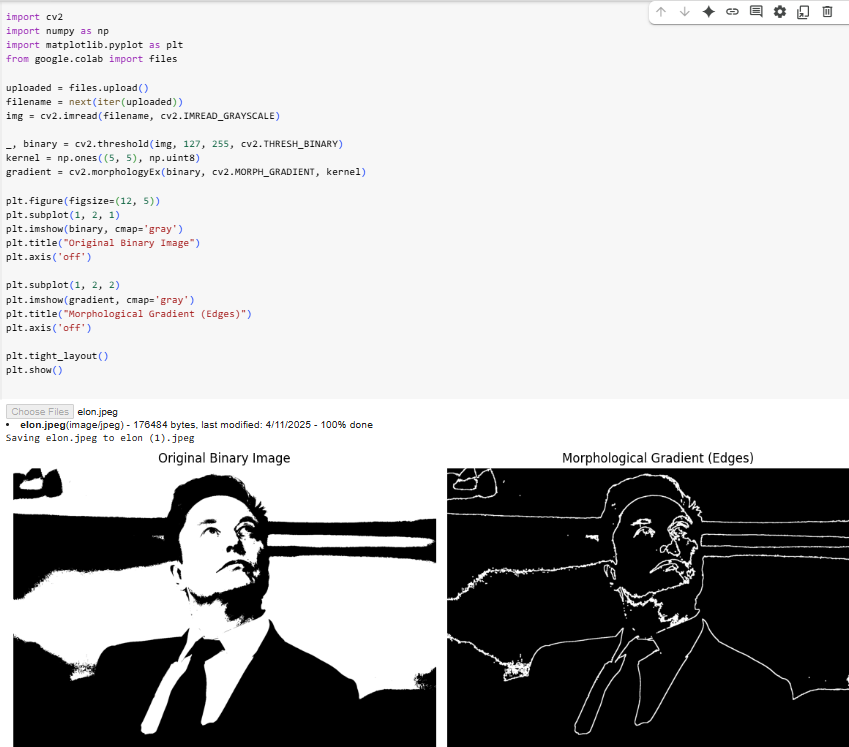 import cv2
import numpy as np
import matplotlib.pyplot as plt
from google.colab import files
uploaded = files.upload()
filename = next(iter(uploaded))
img = cv2.imread(filename, cv2.IMREAD_GRAYSCALE)
_, binary = cv2.threshold(img, 127, 255, cv2.THRESH_BINARY)
kernel = np.ones((5, 5), np.uint8)
gradient = cv2.morphologyEx(binary, cv2.MORPH_GRADIENT, kernel)
plt.figure(figsize=(12, 5))
plt.subplot(1, 2, 1)
plt.imshow(binary, cmap='gray')
plt.title("Original Binary Image")
plt.axis('off')
plt.subplot(1, 2, 2)
plt.imshow(gradient, cmap='gray')
plt.title("Morphological Gradient (Edges)")
plt.axis('off')
plt.tight_layout()
plt.show()
Choose Files elon.jpeg
• elon.jpeg(image/jpeg) - 176484 bytes, last modified: 4/11/2025 - 100% done
Saving elon.jpeg to elon (1).jpeg
Original Binary Image
Morphological Gradient (Edges)